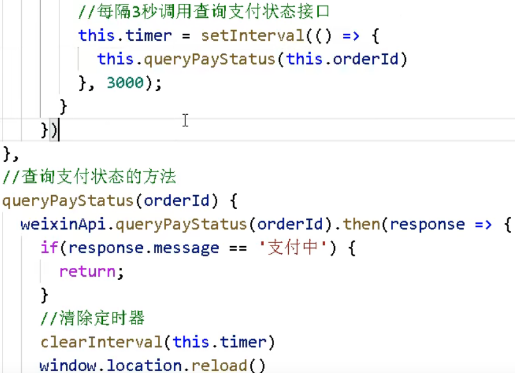 //每隔3秒调用查询支付状态接口
this.timer = setInterval(() => {
this.queryPayStatus(this.orderId)
}, 3000);
}
})
},
//查询支付状态的方法
queryPayStatus(orderId) {
weixinApi.queryPayStatus(orderId).then(response => {
if(response.message == '支付中') {
return;
}
//清除定时器
clearInterval(this.timer)
window.location.reload()